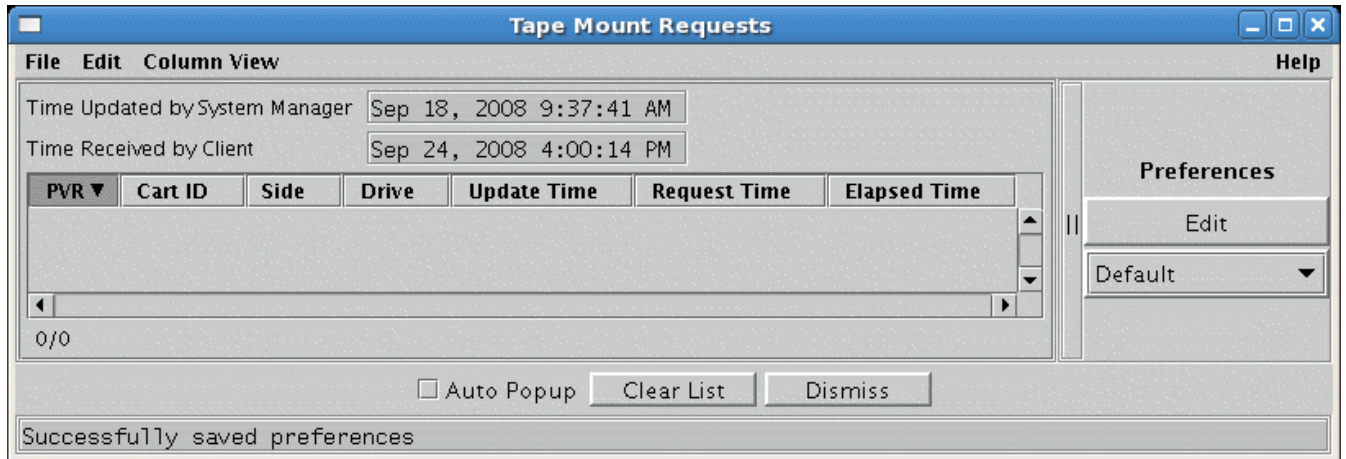 Tape Mount Requests
File Edit Column View Help
Time Updated by System Manager Sep 18, 2008 9:37:41 AM
Time Received by Client Sep 24, 2008 4:00:14 PM
PVR Cart ID Side Drive Update Time Request Time Elapsed Time
0/0
Preferences
Edit
Default
Auto Popup Clear List Dismiss
Successfully saved preferences